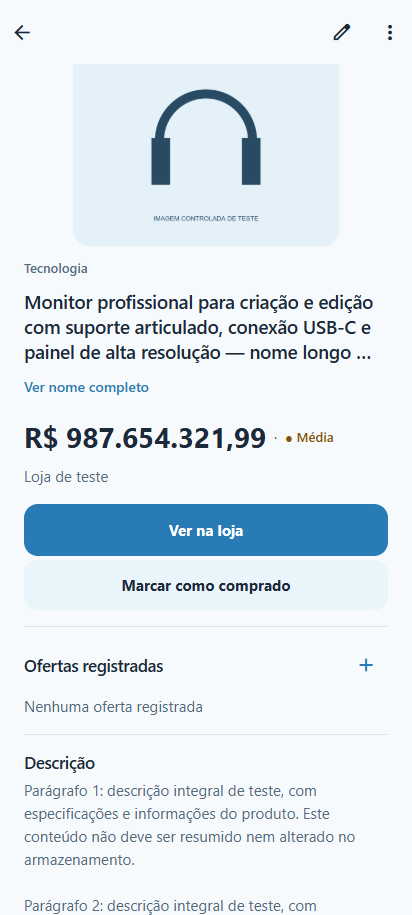 IMAGEM CONTROLADA DE TESTE
Tecnologia
Monitor profissional para criação e edição
com suporte articulado, conexão USB-C e
painel de alta resolução — nome longo ...
Ver nome completo
R$ 987.654.321,99 · ● Média
Loja de teste
Ver na loja
Marcar como comprado
Ofertas registradas
Nenhuma oferta registrada
Descrição
Parágrafo 1: descrição integral de teste, com
especificações e informações do produto. Este
conteúdo não deve ser resumido nem alterado no
armazenamento.
Parágrafo 2: descrição integral de teste, com